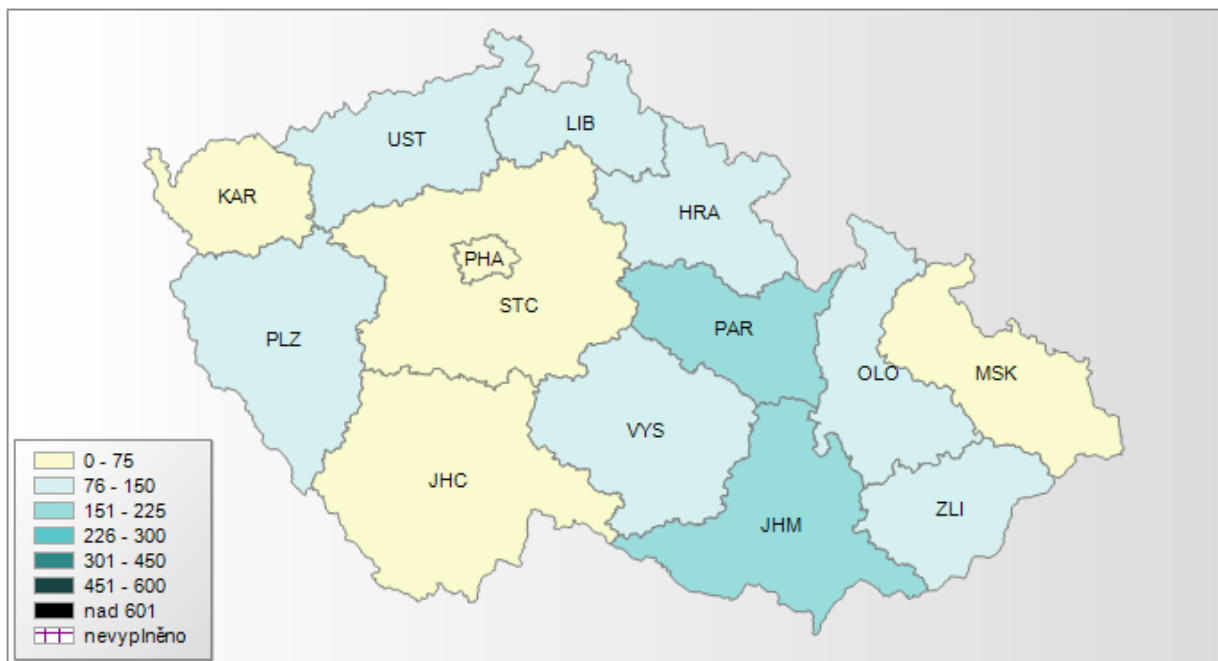 LIB
UST
KAR
HRA
PHA
STC
PAR
PLZ
OLO
MSK
VYS
JHC
ZLI
JHM
0 - 75
76 - 150
151 - 225
226 - 300
301 - 450
451 - 600
nad 601
nevyplněno